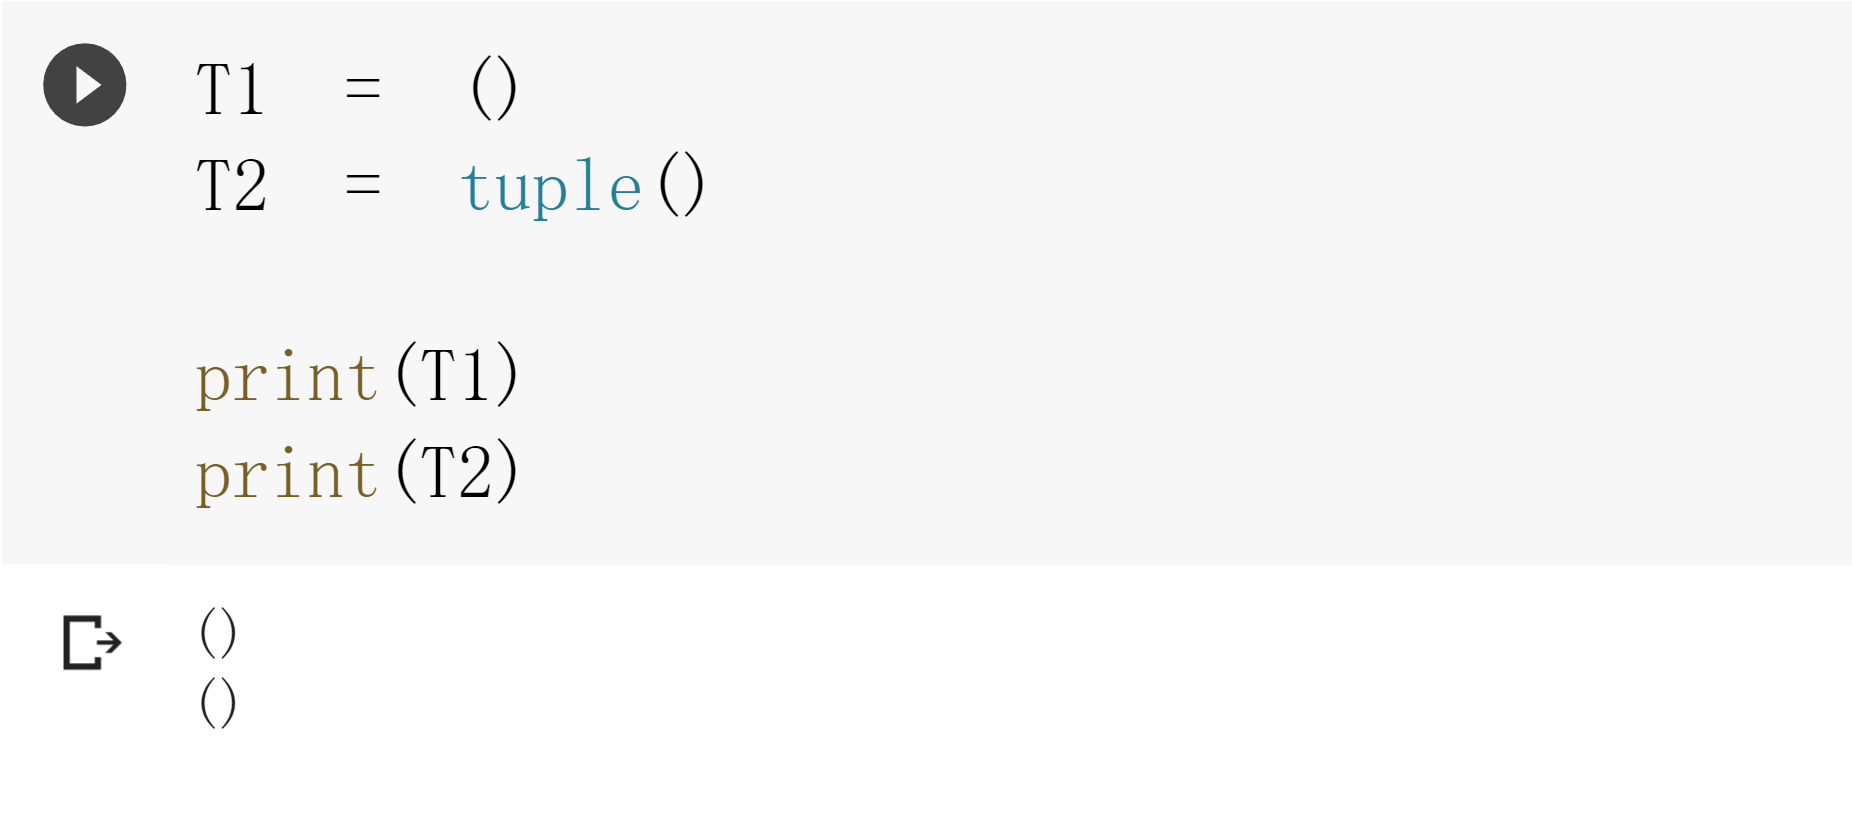 T1 = ()
T2 = tuple()
print(T1)
print(T2)
()
()